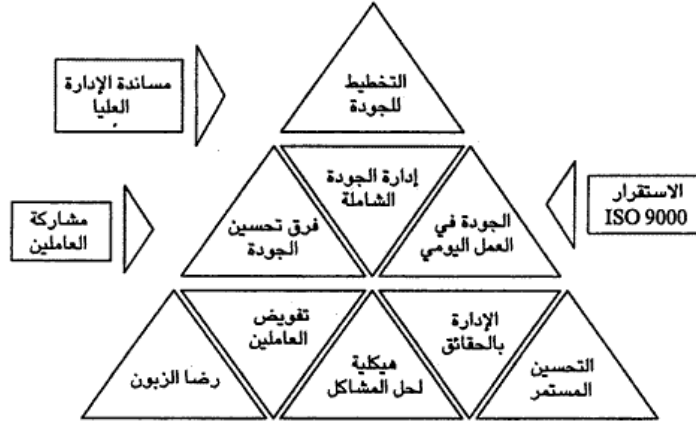 التخطيط
للجودة
مساندة الإدارة
العليا
إدارة الجودة
الشاملة
الاستقرار
ISO 9000
مشاركة
العاملين
فرق تحسين
الجودة
الجودة في
العمل اليومي
رضا الزبون
تفويض
العاملين
هيكلية
لحل المشاكل
الإدارة
بالحقائق
التحسين
المستمر